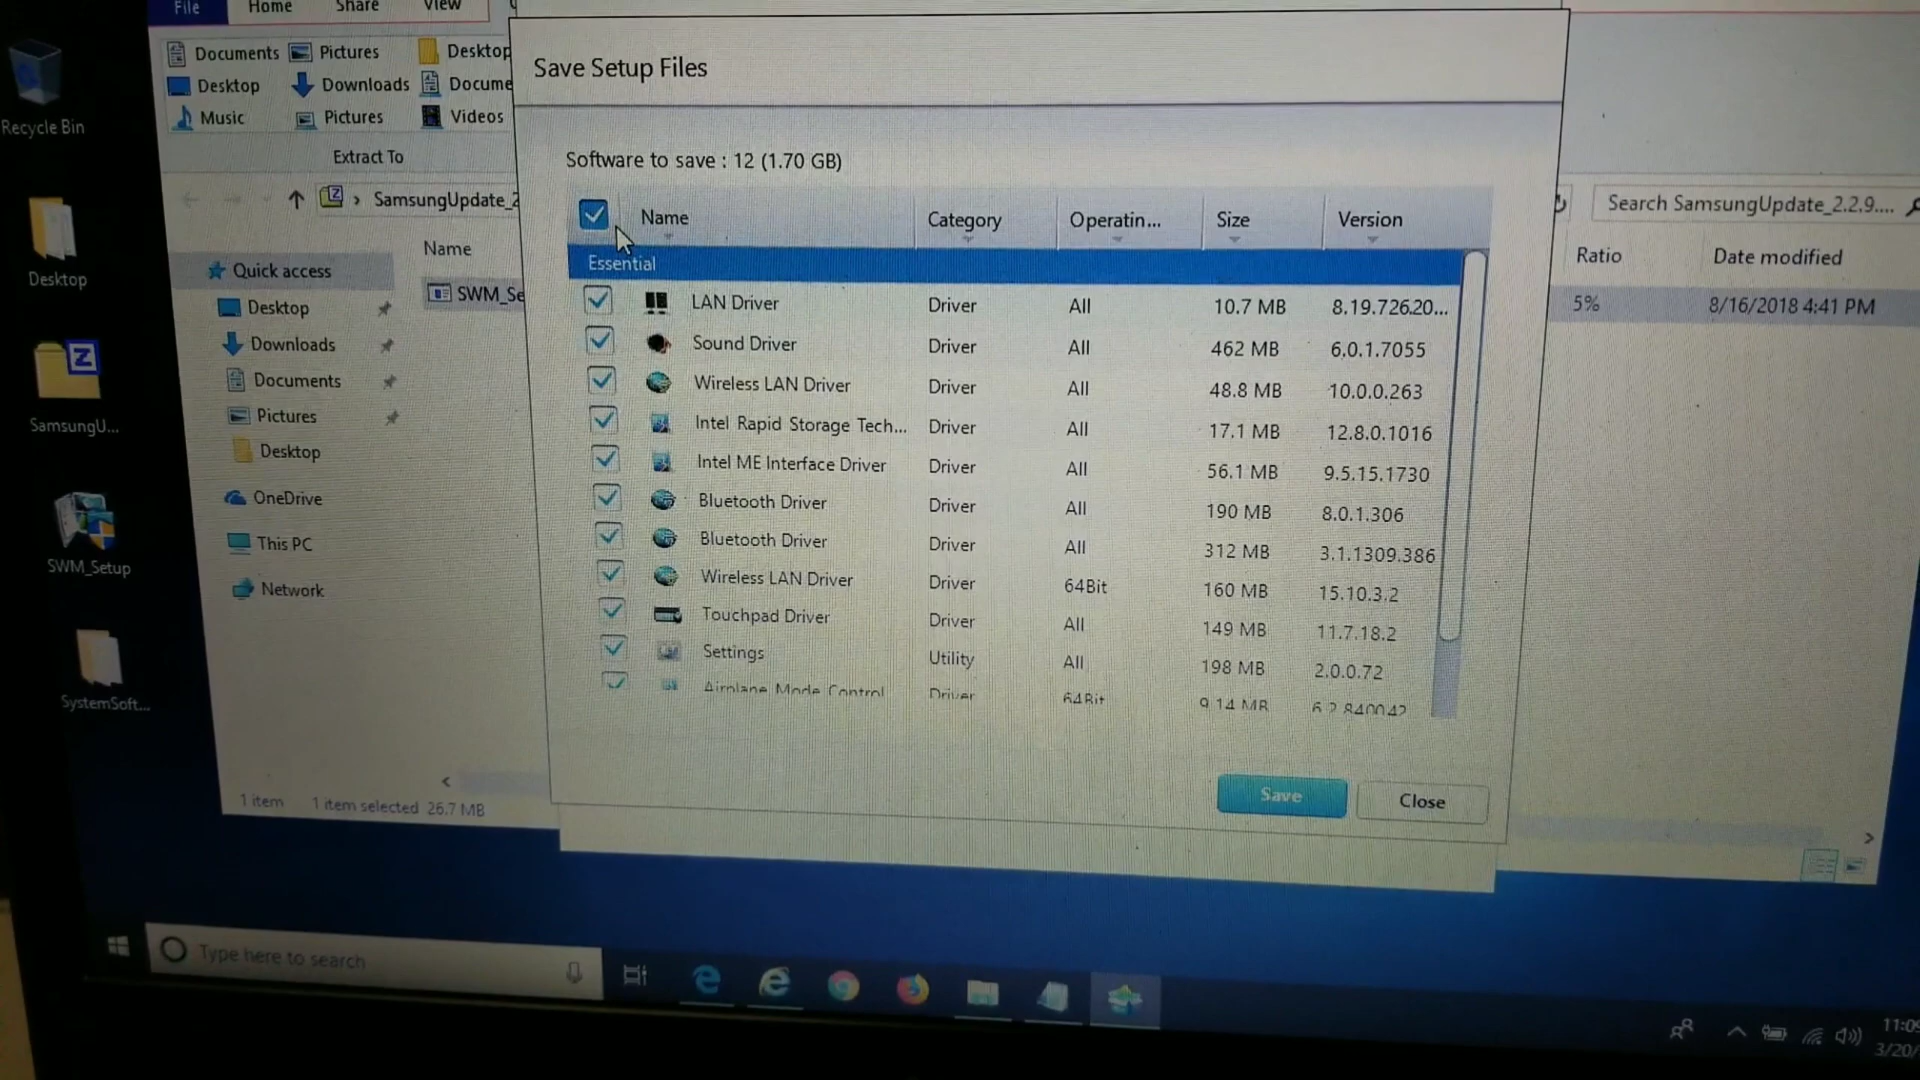 File Home Share View
Documents Pictures Desktop
Desktop Downloads Docume
Music Pictures Videos
Extract To
SamsungUpdate_2
Search SamsungUpdate_2.2.9....
Name
Ratio Date modified
SWM_Se
5% 8/16/2018 4:41 PM
Quick access
Desktop
Downloads
Documents
Pictures
Desktop
OneDrive
This PC
Network
1 item 1 item selected 26.7 MB
Recycle Bin
Desktop
SamsungU...
SWM_Setup
SystemSoft...
Save Setup Files
Software to save : 12 (1.70 GB)
Name Category Operatin... Size Version
Essential
LAN Driver Driver All 10.7 MB 8.19.726.20...
Sound Driver Driver All 462 MB 6.0.1.7055
Wireless LAN Driver Driver All 48.8 MB 10.0.0.263
Intel Rapid Storage Tech... Driver All 17.1 MB 12.8.0.1016
Intel ME Interface Driver Driver All 56.1 MB 9.5.15.1730
Bluetooth Driver Driver All 190 MB 8.0.1.306
Bluetooth Driver Driver All 312 MB 3.1.1309.386
Wireless LAN Driver Driver 64Bit 160 MB 15.10.3.2
Touchpad Driver Driver All 149 MB 11.7.18.2
Settings Utility All 198 MB 2.0.0.72
Airplane Mode Control Driver 64Bit 9.14 MB
Save Close
Type here to search
11:09
3/20/